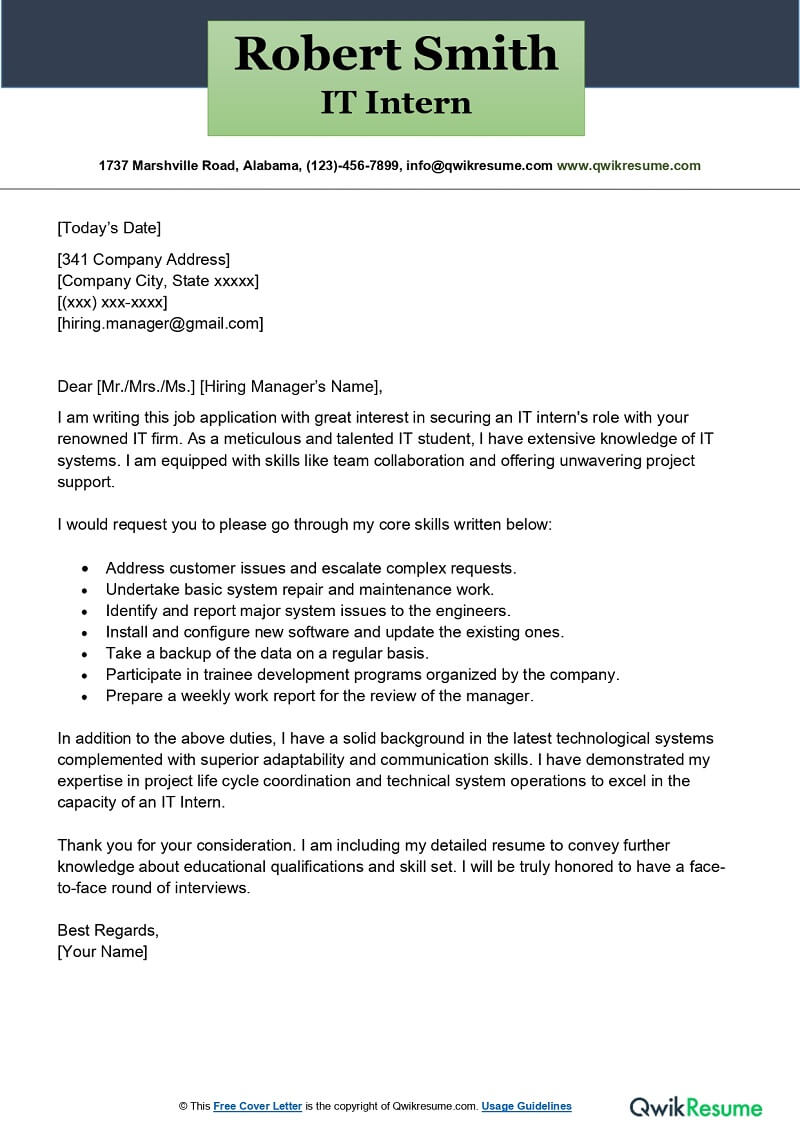 Robert Smith
IT Intern
1737 Marshville Road, Alabama, (123)-456-7899, info@qwikresume.com www.qwikresume.com
[Today’s Date]
[341 Company Address]
[Company City, State xxxxx]
[(xxx) xxx-xxxx]
[hiring.manager@gmail.com]
Dear [Mr./Mrs./Ms.] [Hiring Manager’s Name],
I am writing this job application with great interest in securing an IT intern's role with your
renowned IT firm. As a meticulous and talented IT student, I have extensive knowledge of IT
systems. I am equipped with skills like team collaboration and offering unwavering project
support.
I would request you to please go through my core skills written below:
• Address customer issues and escalate complex requests.
• Undertake basic system repair and maintenance work.
• Identify and report major system issues to the engineers.
• Install and configure new software and update the existing ones.
• Take a backup of the data on a regular basis.
• Participate in trainee development programs organized by the company.
• Prepare a weekly work report for the review of the manager.
In addition to the above duties, I have a solid background in the latest technological systems
complemented with superior adaptability and communication skills. I have demonstrated my
expertise in project life cycle coordination and technical system operations to excel in the
capacity of an IT Intern.
Thank you for your consideration. I am including my detailed resume to convey further
knowledge about educational qualifications and skill set. I will be truly honored to have a face-
to-face round of interviews.
Best Regards,
[Your Name]
© This Free Cover Letter is the copyright of Qwikresume.com. Usage Guidelines
QwikResume